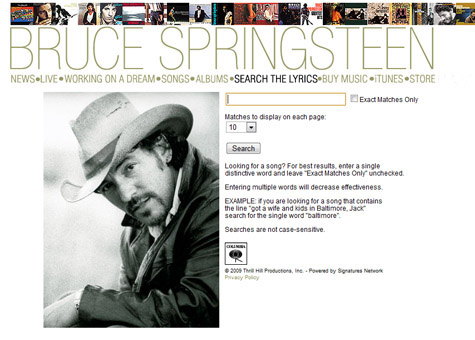 BRUCE SPRINGSTEEN
NEWS•LIVE•WORKING ON A DREAM•SONGS•ALBUMS•SEARCH THE LYRICS•BUY MUSIC•ITUNES•STORE
Exact Matches Only
Matches to display on each page:
10
Search
Looking for a song? For best results, enter a single
distinctive word and leave "Exact Matches Only" unchecked.
Entering multiple words will decrease effectiveness.
EXAMPLE: if you are looking for a song that contains
the line "got a wife and kids in Baltimore, Jack"
search for the single word "baltimore".
Searches are not case-sensitive.
COLUMBIA
© 2009 Thrill Hill Productions, Inc. - Powered by Signatures Network
Privacy Policy